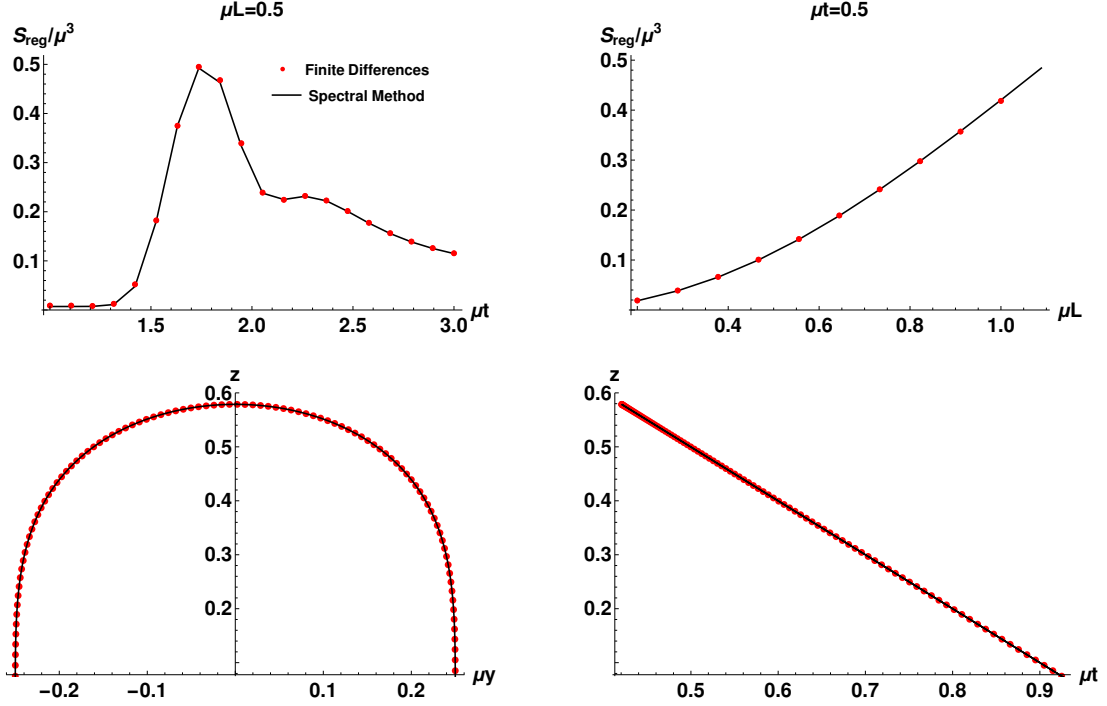 μL=0.5
S_reg/μ^3
0.5
0.4
0.3
0.2
0.1
1.5 2.0 2.5 3.0 μt
Finite Differences
Spectral Method
μt=0.5
S_reg/μ^3
0.5
0.4
0.3
0.2
0.1
0.4 0.6 0.8 1.0 μL
z
0.6
0.5
0.4
0.3
0.2
−0.2 −0.1 0.1 0.2 μy
z
0.6
0.5
0.4
0.3
0.2
0.5 0.6 0.7 0.8 0.9 μt